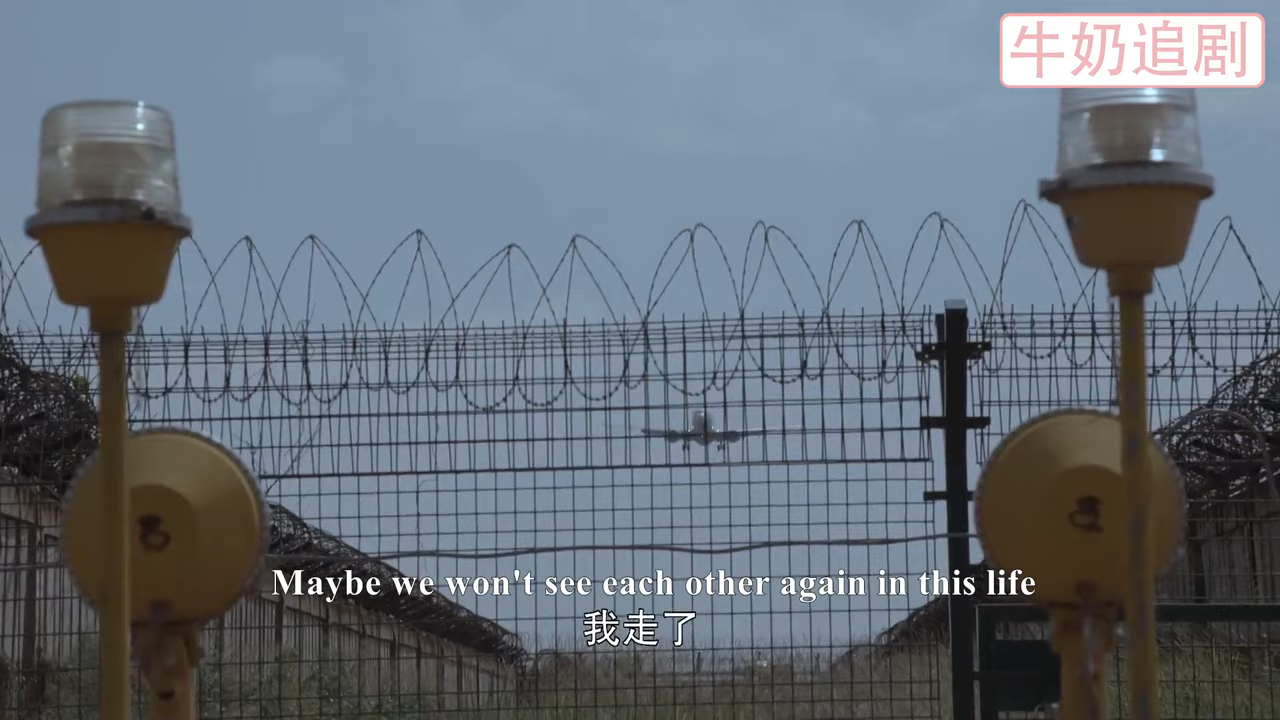 牛奶追剧
Maybe we won't see each other again in this life
我走了